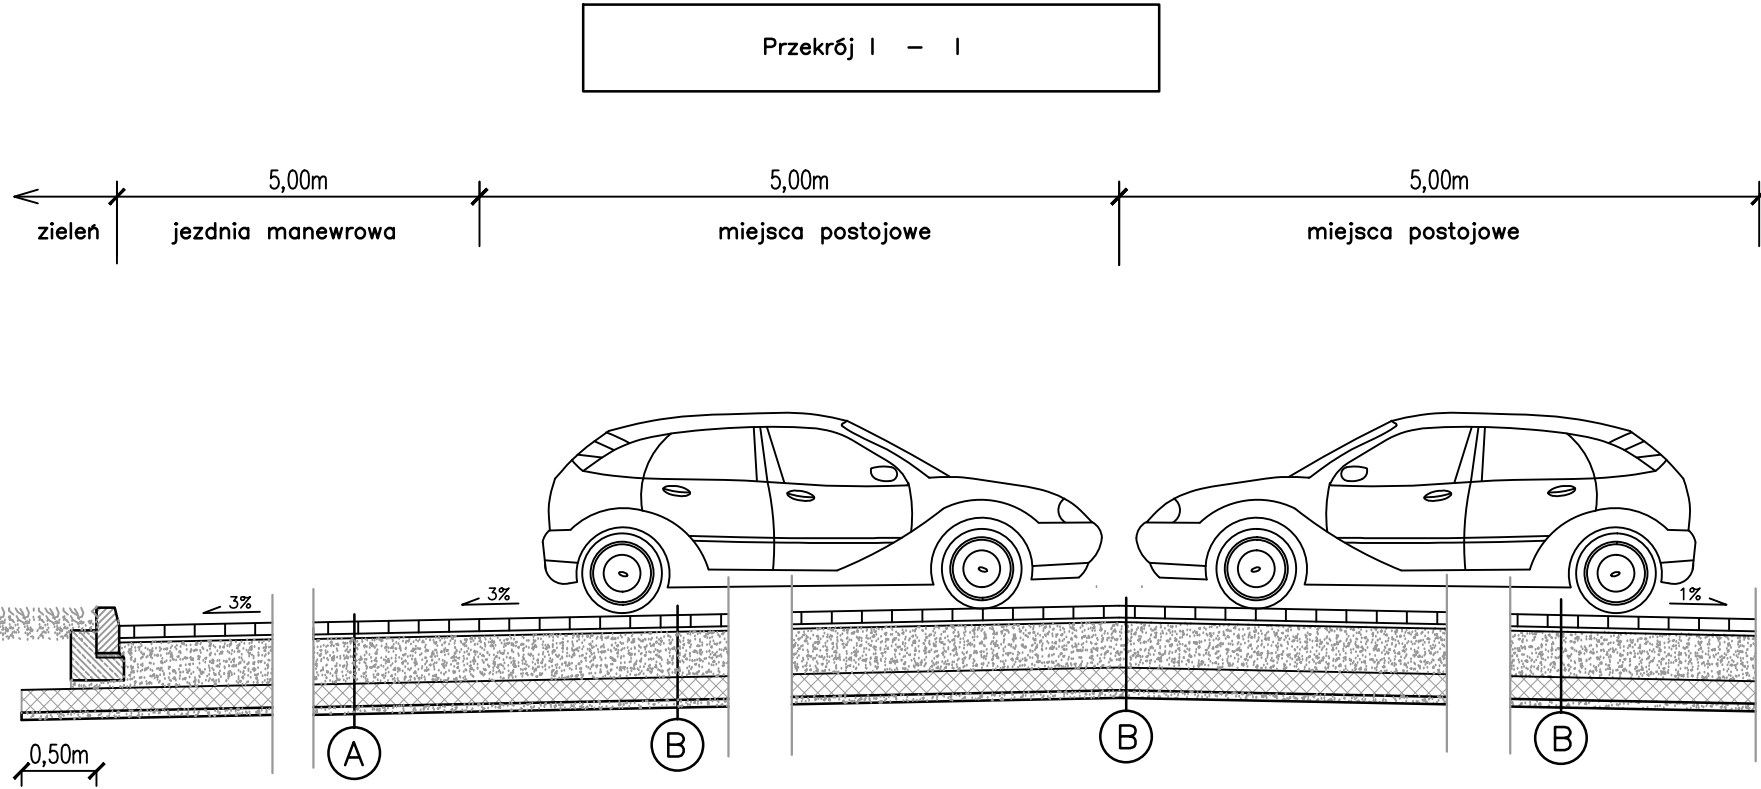 Przekrój I - I
5,00m 5,00m 5,00m
zieleń jezdnia manewrowa miejsca postojowe miejsca postojowe
3% 3% 1%
A B B B
0,50m